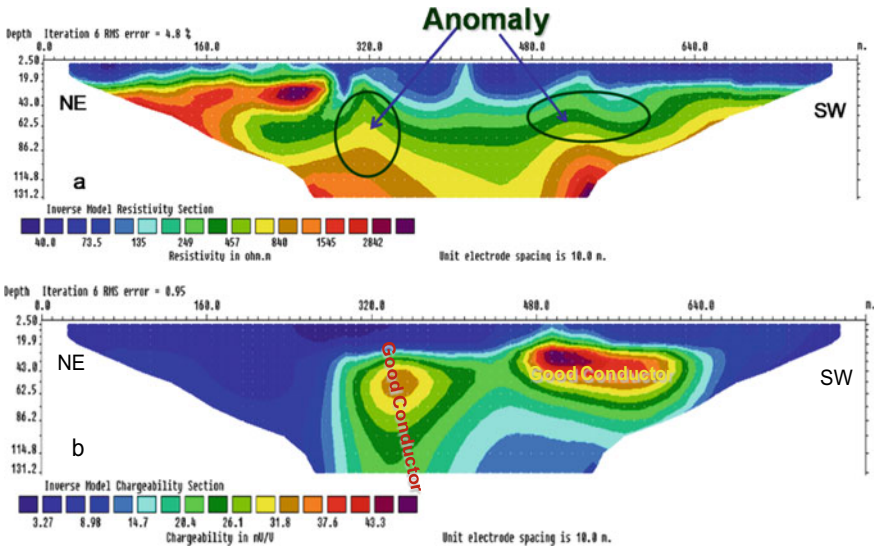 Anomaly
Depth Iteration 6 RMS error = 4.8 %
0.0 160.0 320.0 480.0 640.0 m.
2.50
19.9
43.0
62.5
86.2
114.8
131.2
NE
SW
a
Inverse Model Resistivity Section
40.0 73.5 135 249 457 840 1545 2842
Resistivity in ohm.m
Unit electrode spacing is 10.0 m.
Depth Iteration 6 RMS error = 0.95
0.0 160.0 320.0 480.0 640.0 m.
2.50
19.9
43.0
62.5
86.2
114.8
131.2
NE
SW
Good Conductor
Good Conductor
b
Inverse Model Chargeability Section
3.27 8.98 14.7 20.4 26.1 31.8 37.6 43.3
Chargeability in mV/V
Unit electrode spacing is 10.0 m.